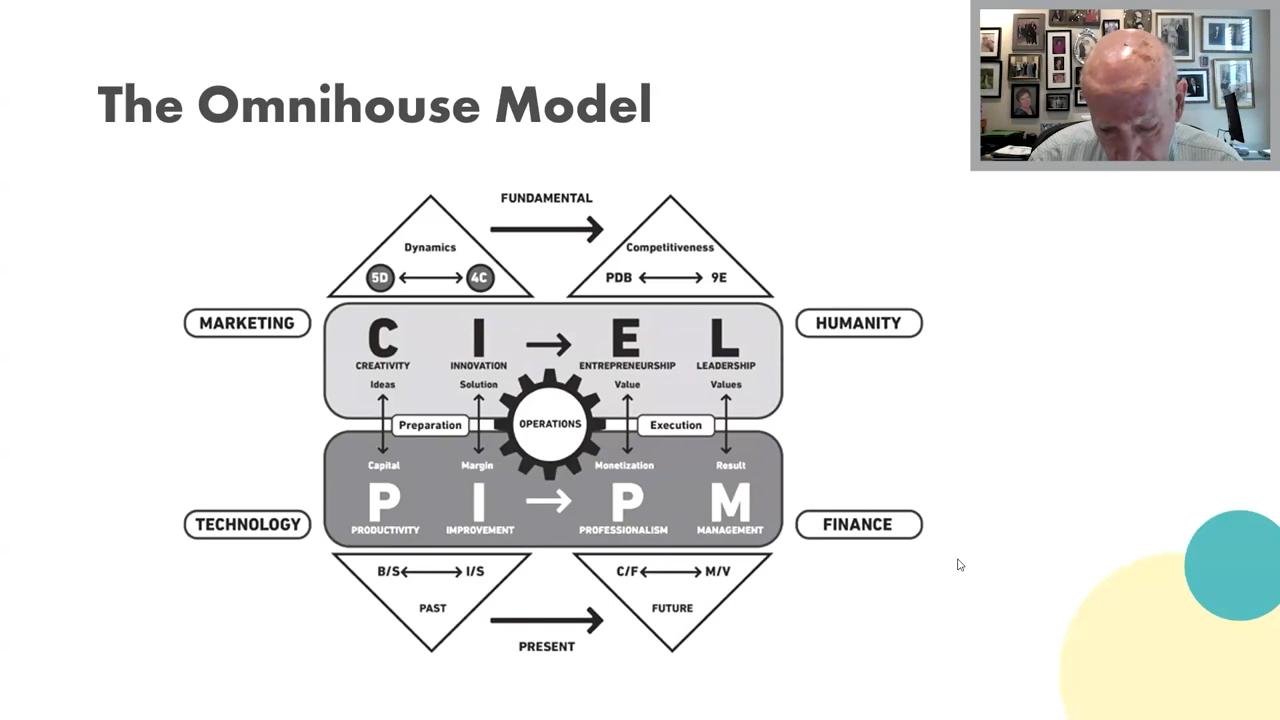 The Omnihouse Model
FUNDAMENTAL
Dynamics
Competitiveness
5D
4C
PDB
9E
MARKETING
HUMANITY
C I E L
CREATIVITY INNOVATION ENTREPRENEURSHIP LEADERSHIP
Ideas Solution Value Values
Preparation
OPERATIONS
Execution
Capital Margin Monetization Result
P I P M
PRODUCTIVITY IMPROVEMENT PROFESSIONALISM MANAGEMENT
TECHNOLOGY
FINANCE
B/S I/S
C/F M/V
PAST
FUTURE
PRESENT